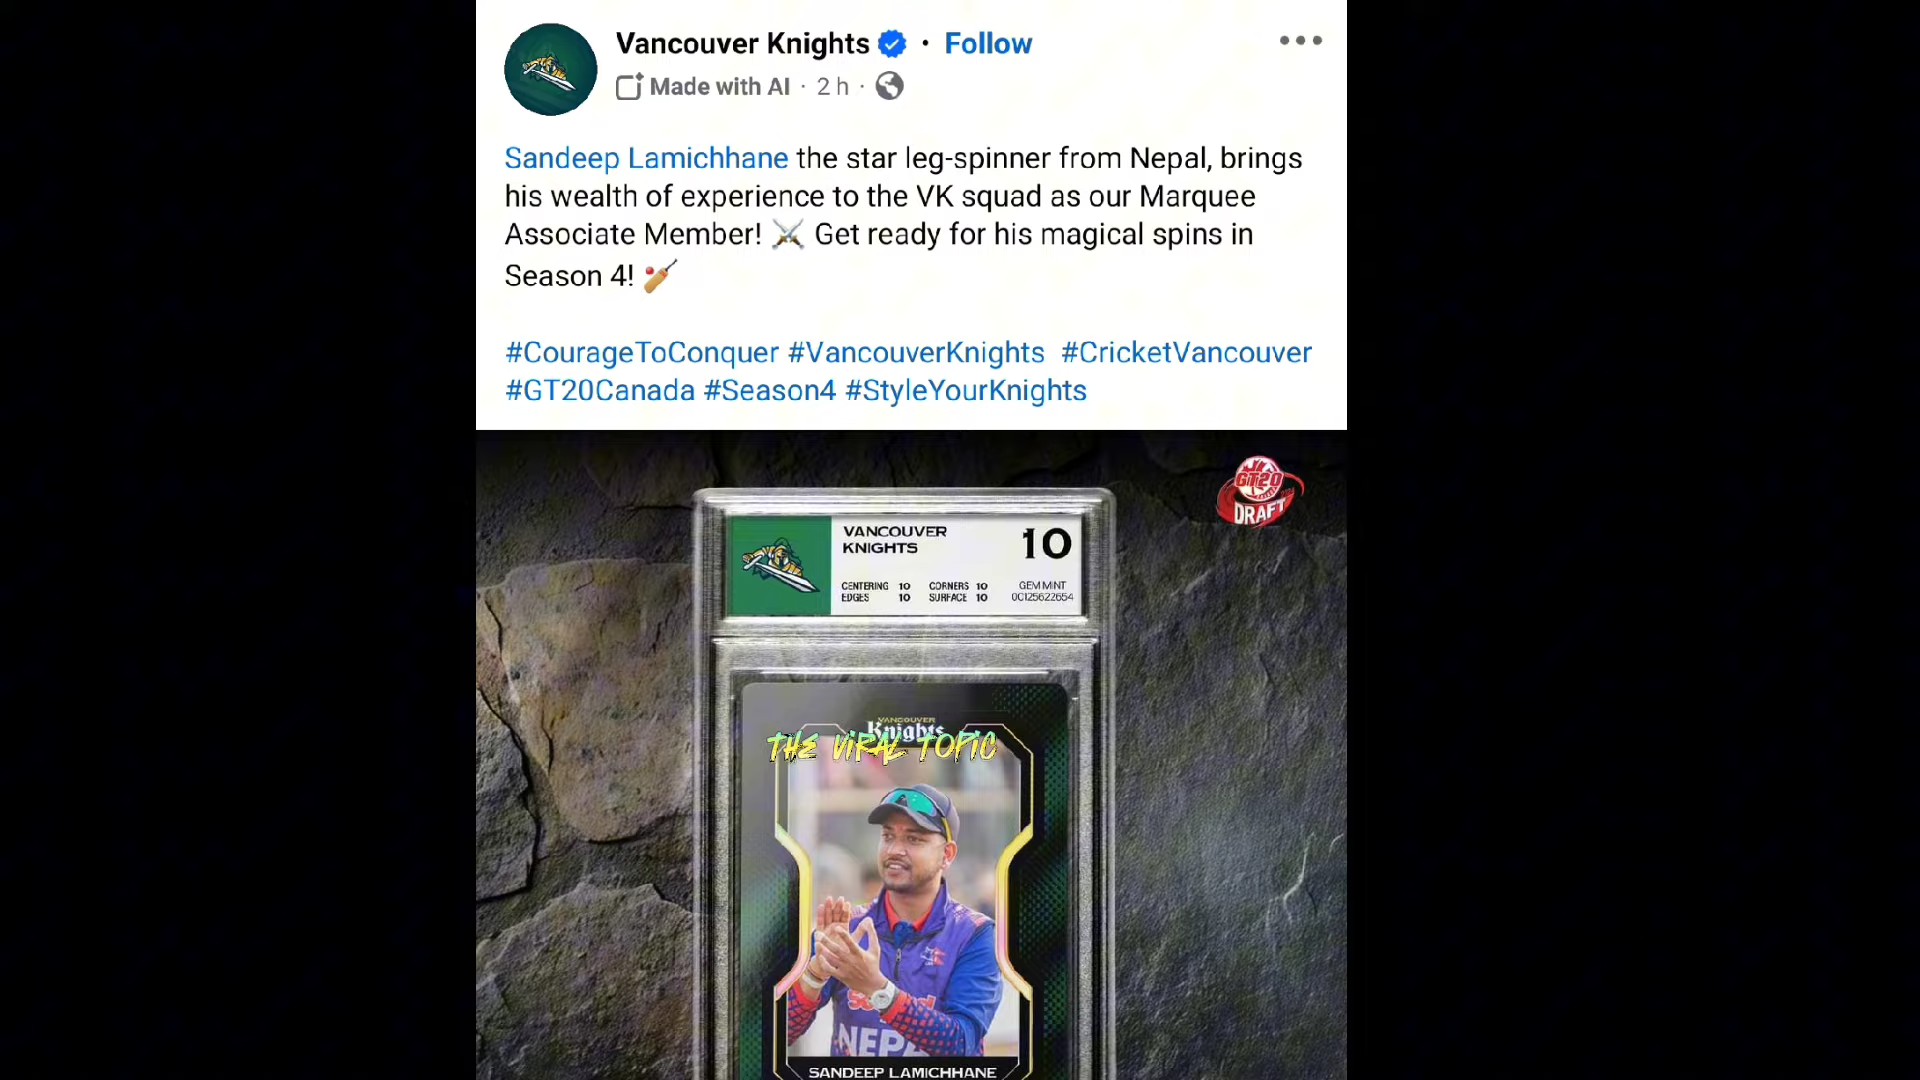 Vancouver Knights · Follow
Made with AI · 2 h ·
Sandeep Lamichhane the star leg-spinner from Nepal, brings
his wealth of experience to the VK squad as our Marquee
Associate Member! ⚔️ Get ready for his magical spins in
Season 4! 🏏
#CourageToConquer #VancouverKnights #CricketVancouver
#GT20Canada #Season4 #StyleYourKnights
GT20
DRAFT
VANCOUVER
KNIGHTS
10
CENTERING 10 CORNERS 10 GEM MINT
EDGES 10 SURFACE 10 00125622654
VANCOUVER
Knights
THE VIRAL TOPIC
NEPA
SANDEEP LAMICHHANE